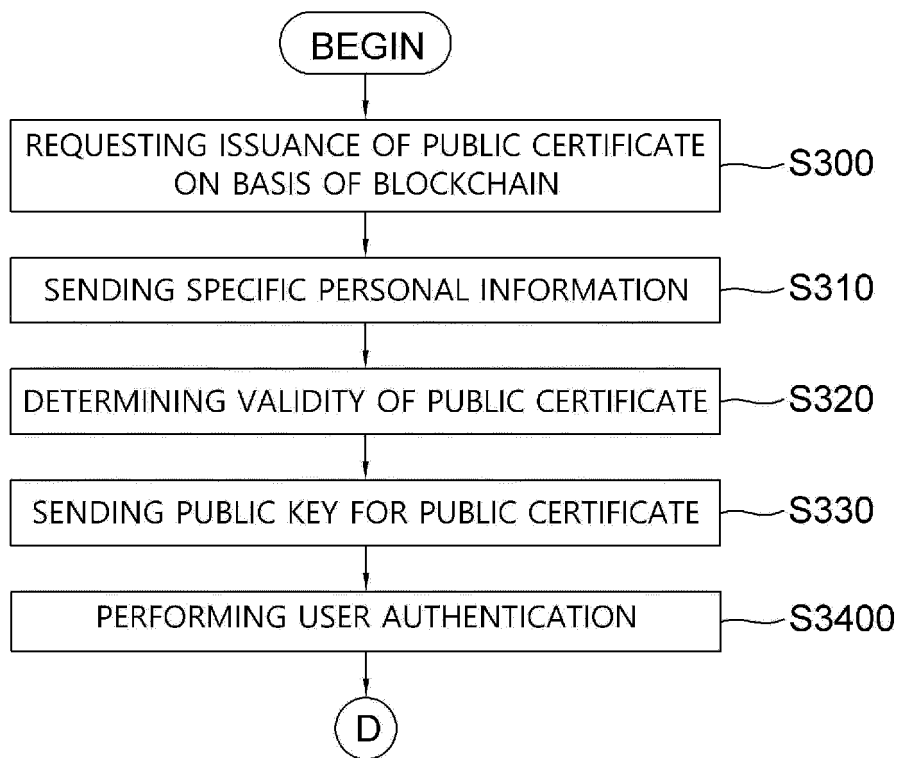 BEGIN
REQUESTING ISSUANCE OF PUBLIC CERTIFICATE
ON BASIS OF BLOCKCHAIN
S300
SENDING SPECIFIC PERSONAL INFORMATION
S310
DETERMINING VALIDITY OF PUBLIC CERTIFICATE
S320
SENDING PUBLIC KEY FOR PUBLIC CERTIFICATE
S330
PERFORMING USER AUTHENTICATION
S3400
D